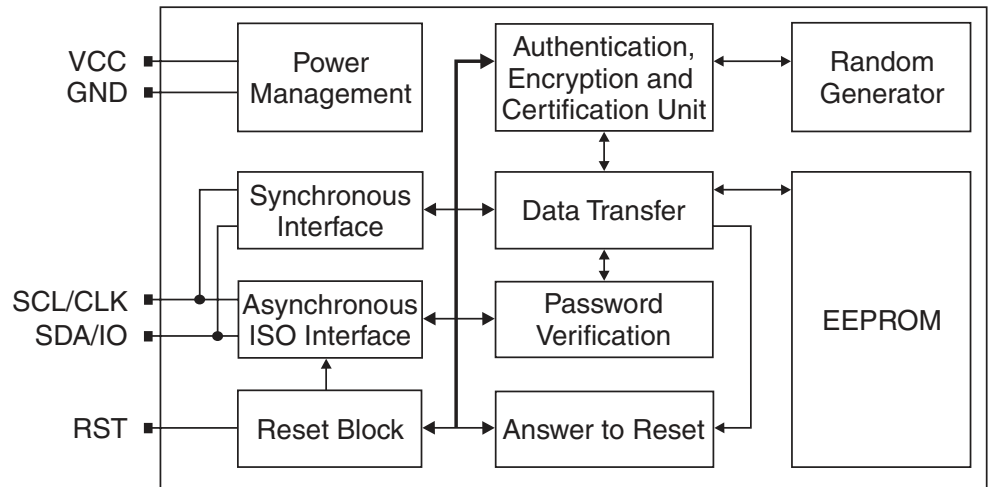 VCC
GND
Power
Management
Authentication,
Encryption and
Certification Unit
Random
Generator
Synchronous
Interface
Data Transfer
SCL/CLK
SDA/IO
Asynchronous
ISO Interface
Password
Verification
EEPROM
RST
Reset Block
Answer to Reset